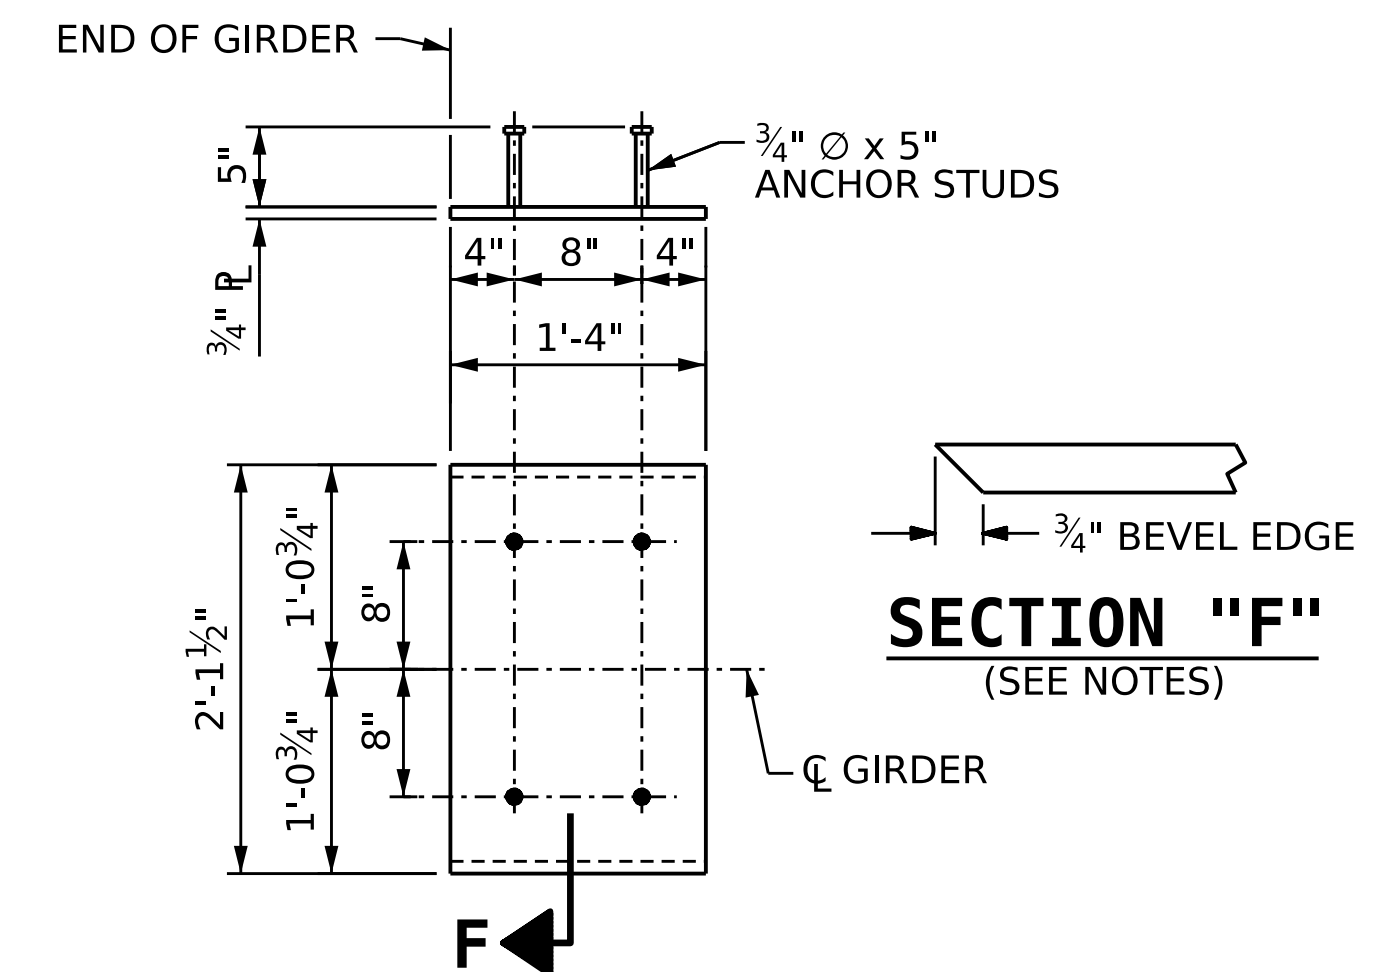 END OF GIRDER
5"
¾" ∅ x 5"
ANCHOR STUDS
¾" ⅊
4" 8" 4"
1'-4"
1'-0¾"
8"
2'-1½"
1'-0¾"
8"
¾" BEVEL EDGE
SECTION "F"
(SEE NOTES)
℄ GIRDER
F